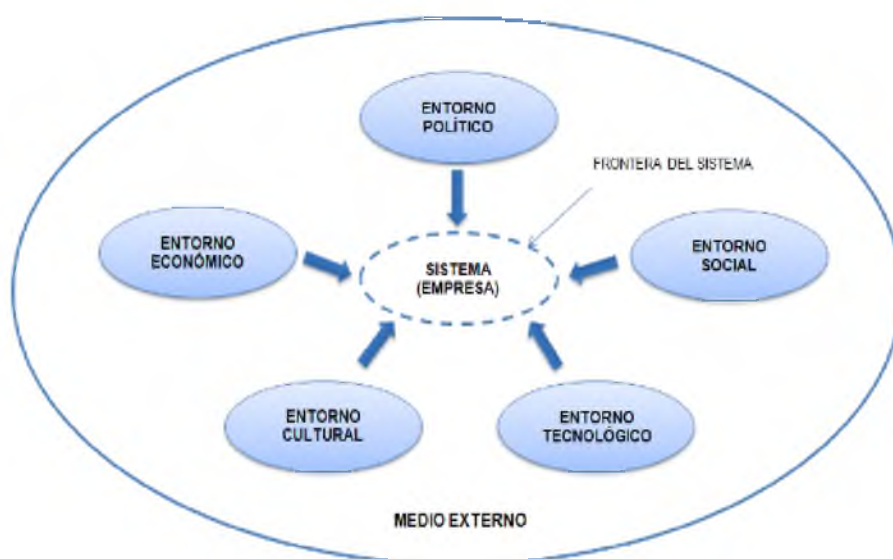 ENTORNO
POLÍTICO
FRONTERA DEL SISTEMA
ENTORNO
ECONÓMICO
SISTEMA
(EMPRESA)
ENTORNO
SOCIAL
ENTORNO
CULTURAL
ENTORNO
TECNOLÓGICO
MEDIO EXTERNO